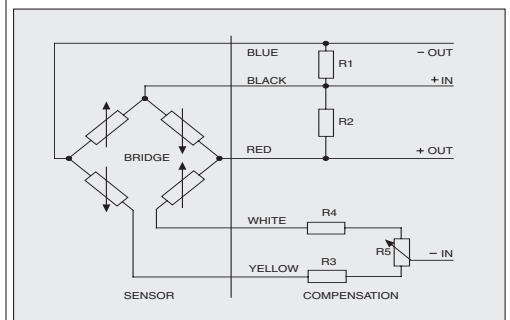 BLUE
− OUT
R1
BLACK
+ IN
R2
BRIDGE
RED
+ OUT
WHITE
R4
R5
− IN
YELLOW
R3
SENSOR
COMPENSATION